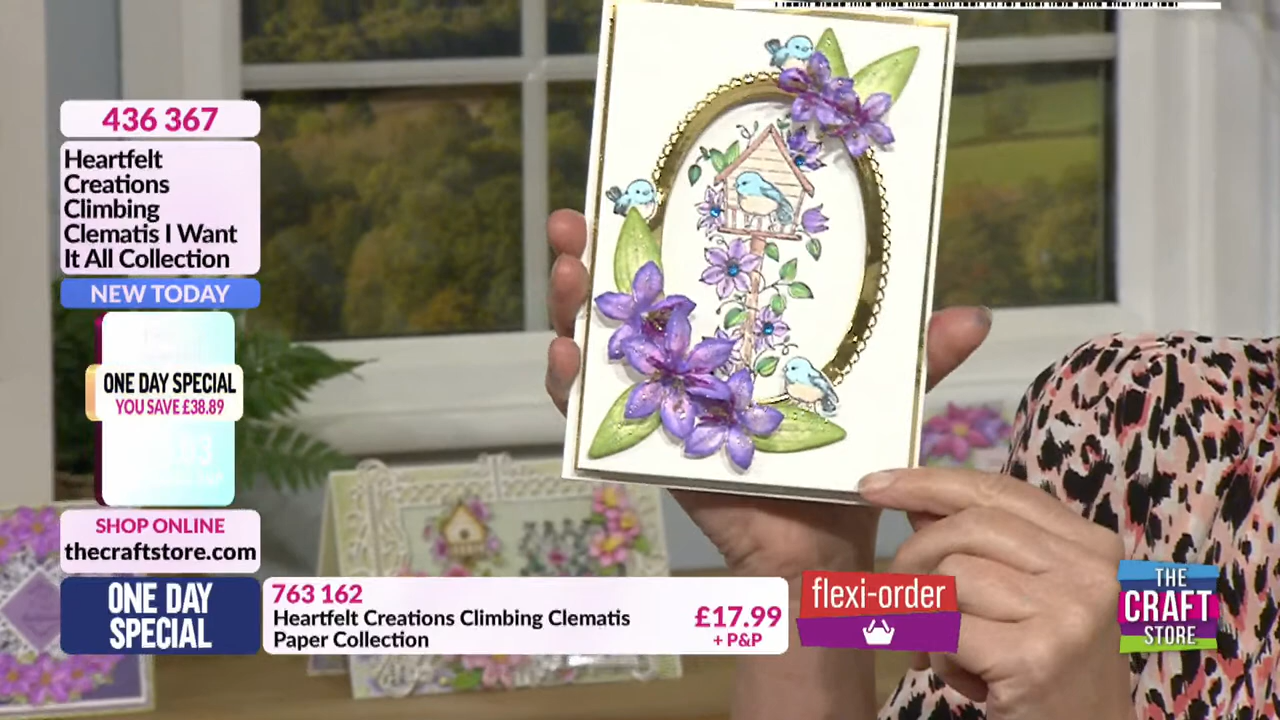 436 367
Heartfelt
Creations
Climbing
Clematis I Want
It All Collection
NEW TODAY
ONE DAY SPECIAL
YOU SAVE £38.89
SHOP ONLINE
thecraftstore.com
ONE DAY
SPECIAL
763 162
Heartfelt Creations Climbing Clematis
Paper Collection
£17.99
+ P&P
flexi-order
THE
CRAFT
STORE